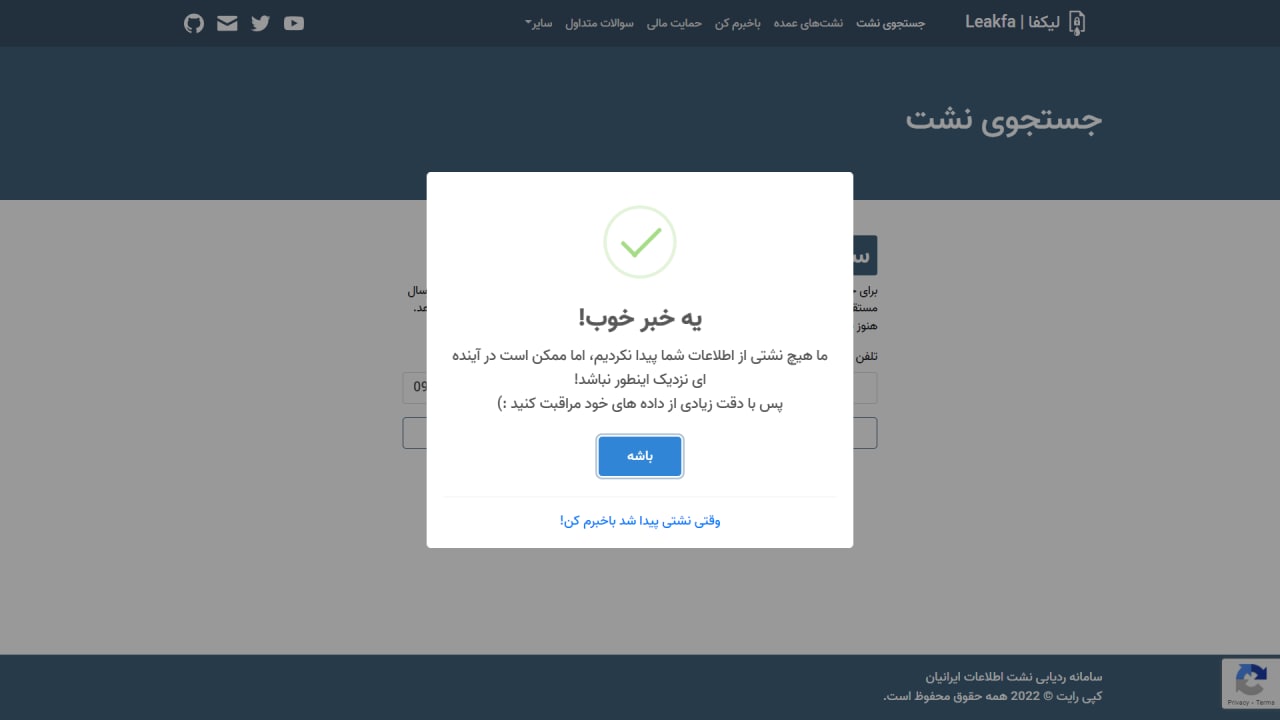 لیکفا | Leakfa
جستجوی نشت
نشت‌های عمده
باخبرم کن
حمایت مالی
سوالات متداول
سایر
جستجوی نشت
برای
سال
مستقل
هنوز
تلفن
09
یه خبر خوب!
ما هیچ نشتی از اطلاعات شما پیدا نکردیم، اما ممکن است در آینده
ای نزدیک اینطور نباشد!
پس با دقت زیادی از داده های خود مراقبت کنید :)
باشه
وقتی نشتی پیدا شد باخبرم کن!
سامانه ردیابی نشت اطلاعات ایرانیان
کپی رایت © 2022 همه حقوق محفوظ است.
Privacy - Terms